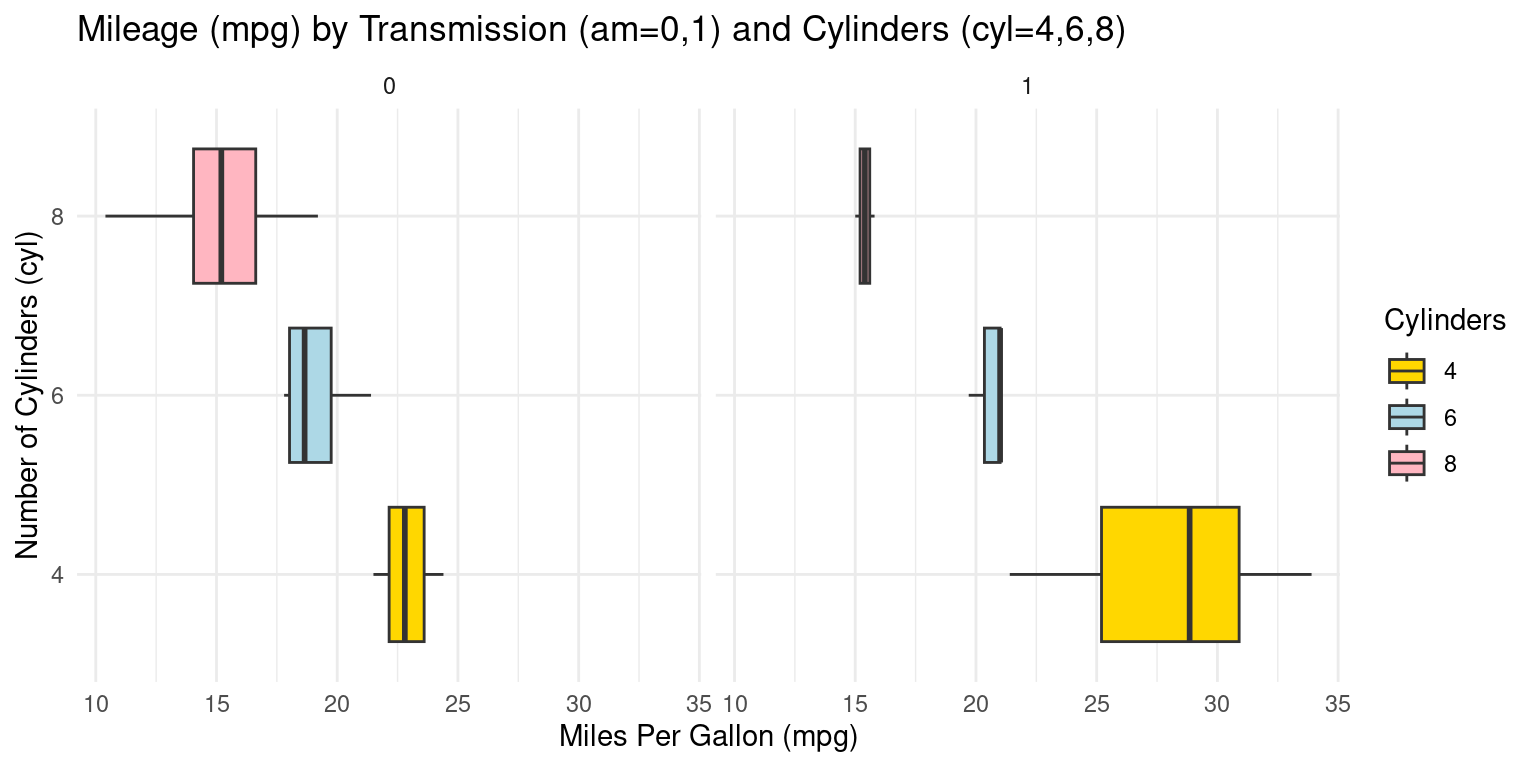 Mileage (mpg) by Transmission (am=0,1) and Cylinders (cyl=4,6,8)
0
1
Number of Cylinders (cyl)
8
6
4
10 15 20 25 30 35
10 15 20 25 30 35
Miles Per Gallon (mpg)
Cylinders
4
6
8